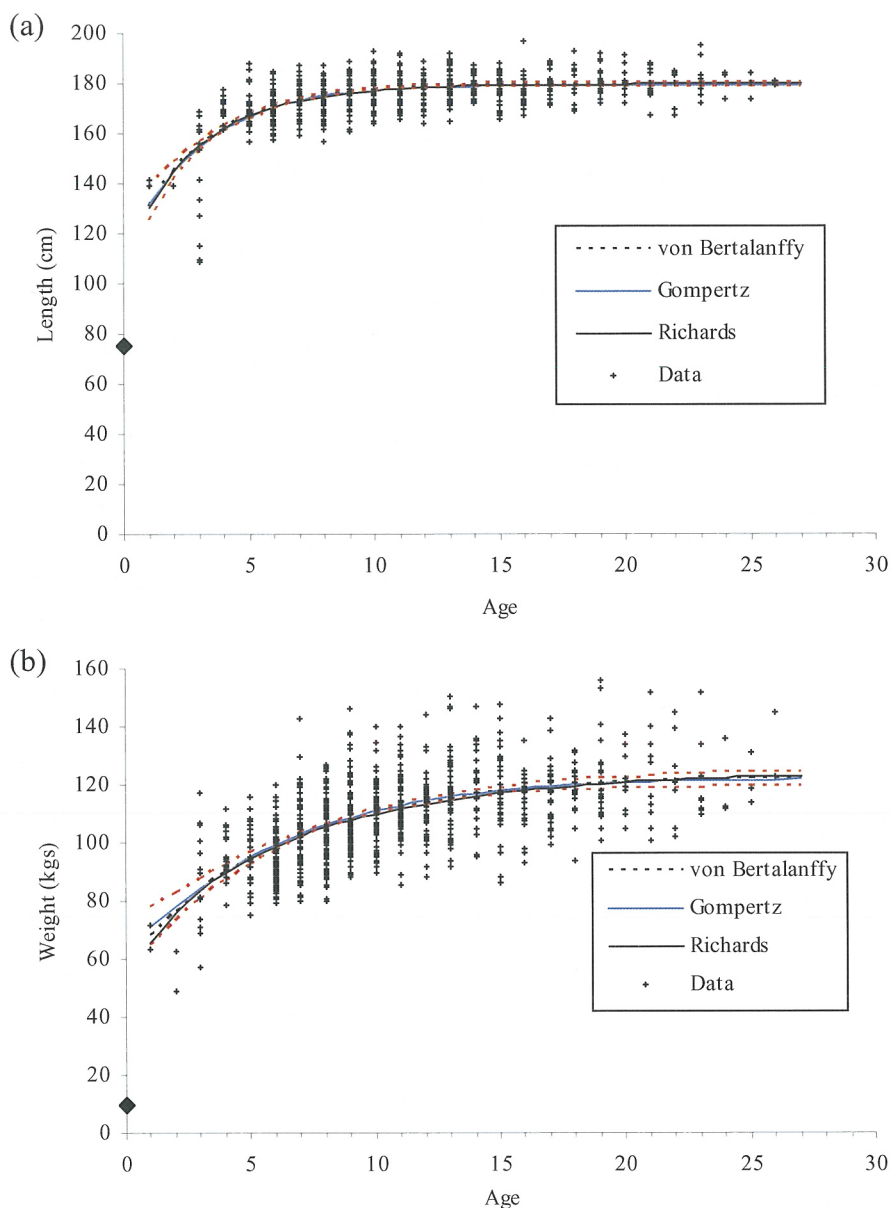 (a)
200
180
160
140
120
100
80
60
40
20
0
Length (cm)
von Bertalanffy
Gompertz
Richards
Data
0 5 10 15 20 25 30
Age
(b)
160
140
120
100
80
60
40
20
0
Weight (kgs)
von Bertalanffy
Gompertz
Richards
Data
0 5 10 15 20 25 30
Age